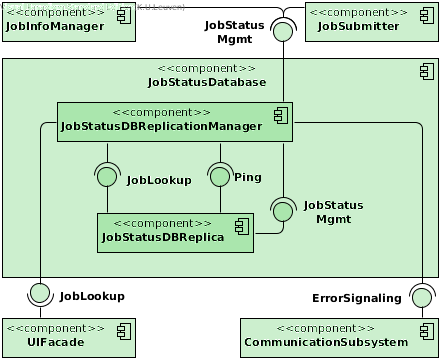 K.U.Leuven)
<<component>>
JobInfoManager
JobStatus
Mgmt
<<component>>
JobSubmitter
<<component>>
JobStatusDatabase
<<component>>
JobStatusDBReplicationManager
JobLookup
Ping
JobStatus
Mgmt
<<component>>
JobStatusDBReplica
JobLookup
ErrorSignaling
<<component>>
UIFacade
<<component>>
CommunicationSubsystem